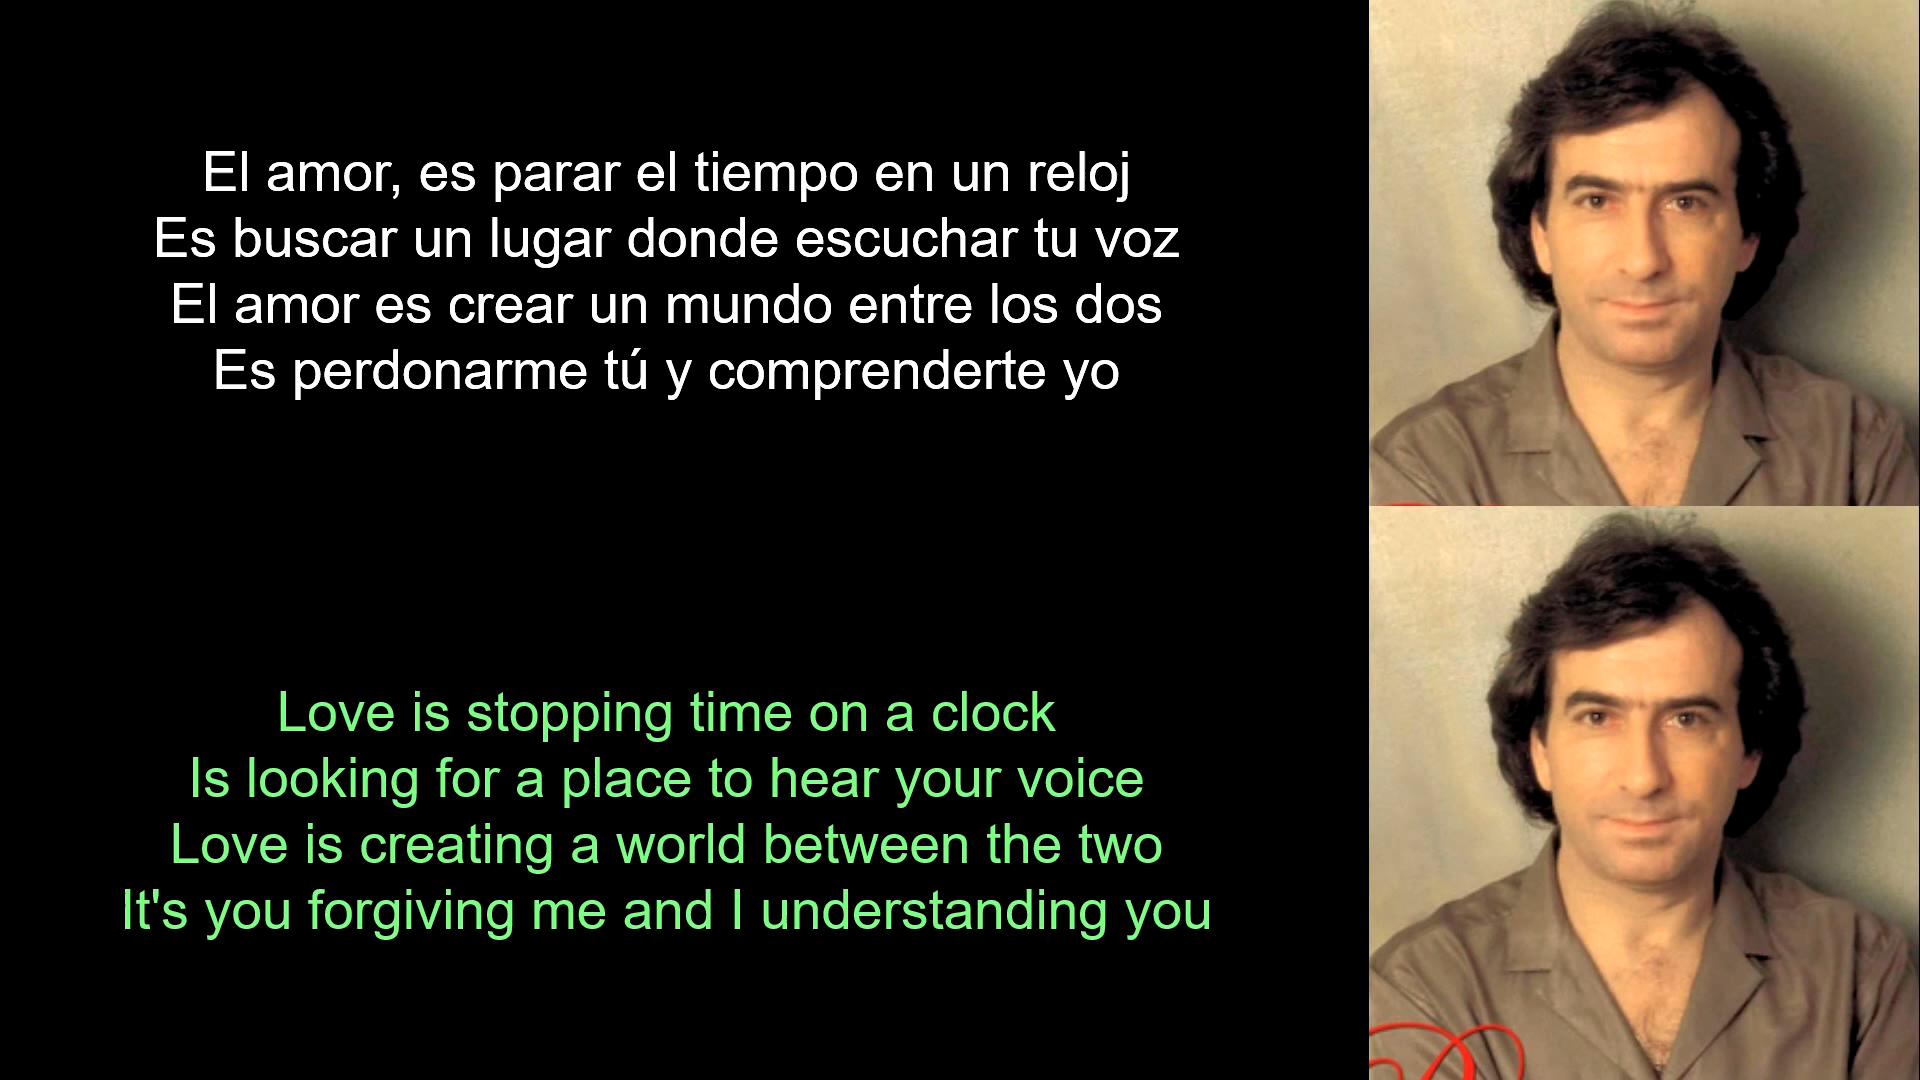 El amor, es parar el tiempo en un reloj
Es buscar un lugar donde escuchar tu voz
El amor es crear un mundo entre los dos
Es perdonarme tú y comprenderte yo
Love is stopping time on a clock
Is looking for a place to hear your voice
Love is creating a world between the two
It's you forgiving me and I understanding you